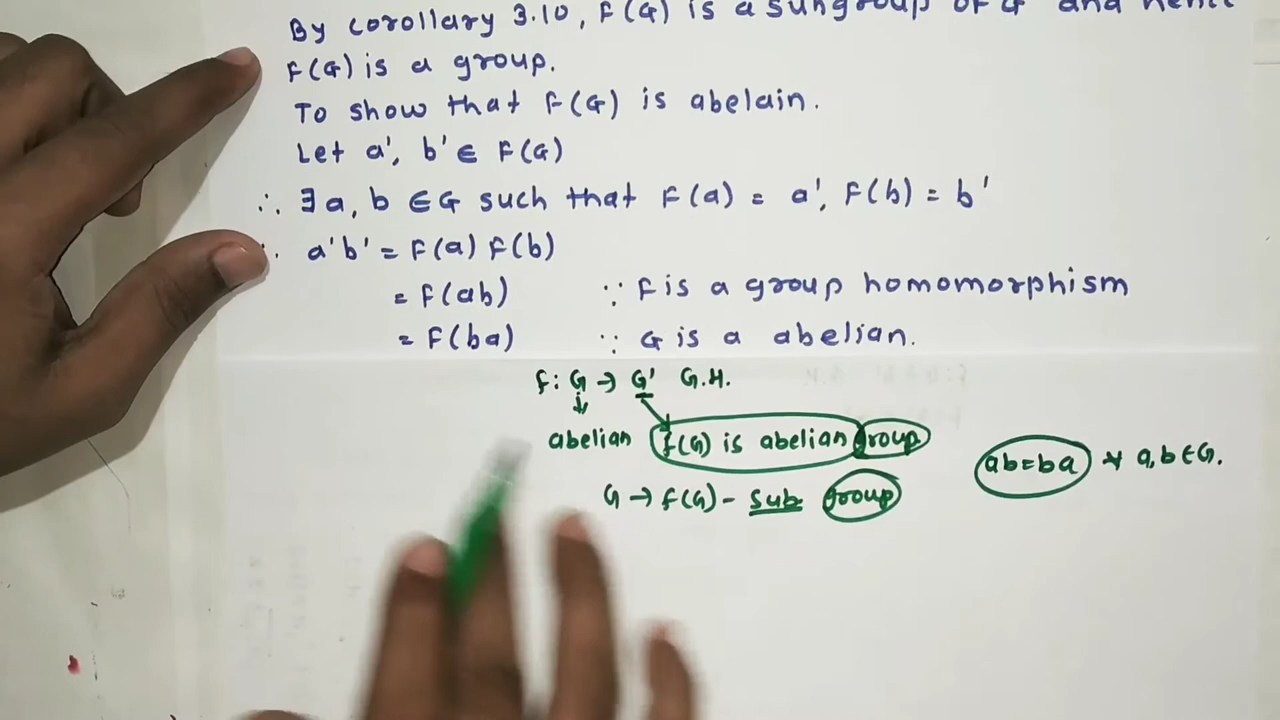 By corollary 3.10, F(G) is a sungroup of G and hence
F(G) is a group.
To show that F(G) is abelain.
Let a', b' ∈ F(G)
∴ ∃ a, b ∈ G such that F(a) = a', F(b) = b'
∴ a'b' = F(a) F(b)
= F(ab) ∵ F is a group homomorphism
= F(ba) ∵ G is a abelian.
f: G → G' G.H.
abelian f(G) is abelian group
ab=ba ∀ a,b ∈ G.
G → f(G) - sub group